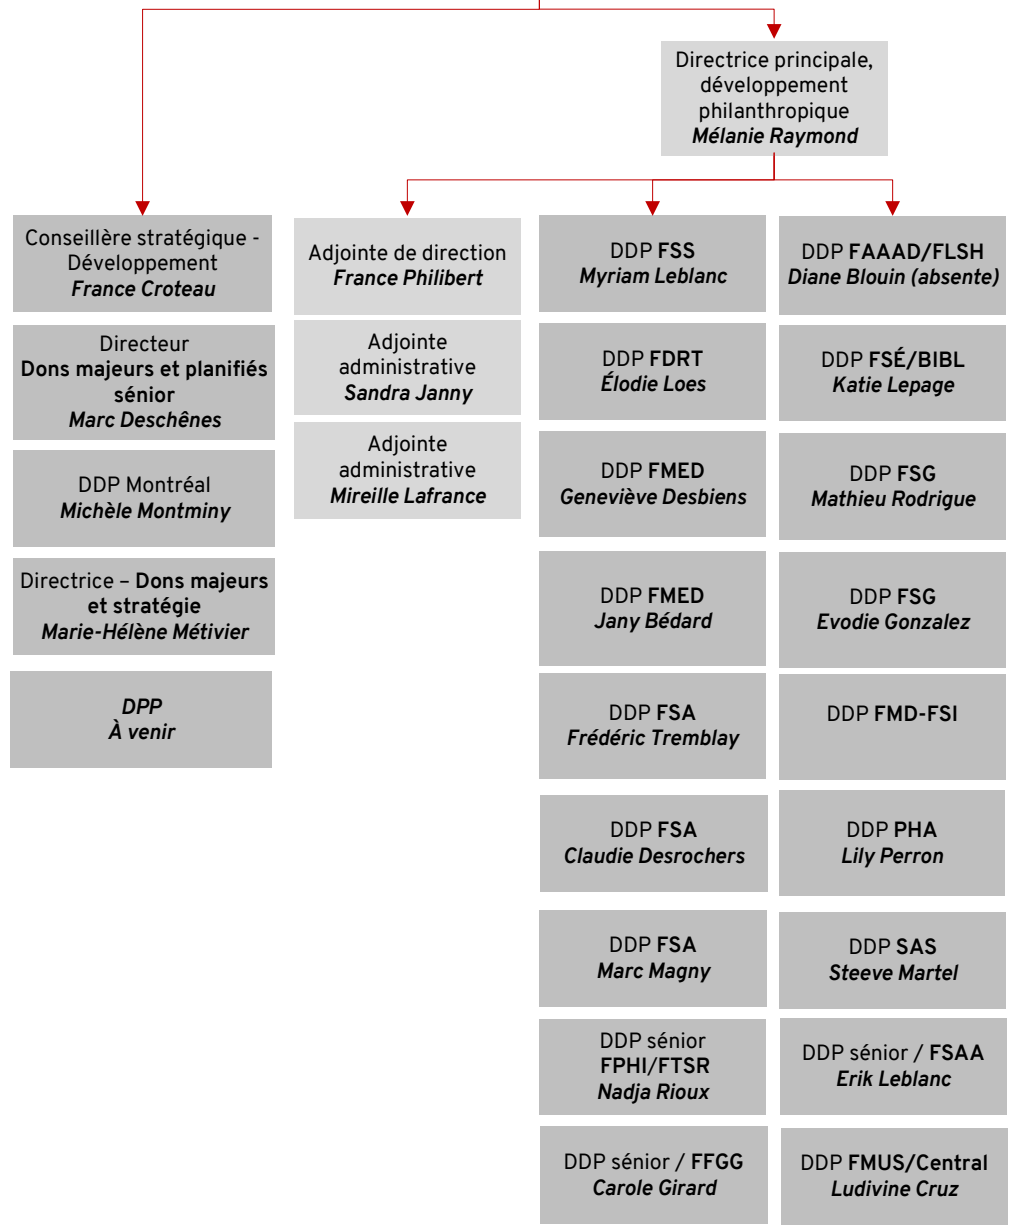 Directrice principale,
développement
philanthropique
Mélanie Raymond
Conseillère stratégique -
Développement
France Croteau
Directeur
Dons majeurs et planifiés
sénior
Marc Deschênes
DDP Montréal
Michèle Montminy
Directrice – Dons majeurs
et stratégie
Marie-Hélène Métivier
DPP
À venir
Adjointe de direction
France Philibert
Adjointe
administrative
Sandra Janny
Adjointe
administrative
Mireille Lafrance
DDP FSS
Myriam Leblanc
DDP FDRT
Élodie Loes
DDP FMED
Geneviève Desbiens
DDP FMED
Jany Bédard
DDP FSA
Frédéric Tremblay
DDP FSA
Claudie Desrochers
DDP FSA
Marc Magny
DDP sénior
FPHI/FTSR
Nadja Rioux
DDP sénior / FFGG
Carole Girard
DDP FAAAD/FLSH
Diane Blouin (absente)
DDP FSÉ/BIBL
Katie Lepage
DDP FSG
Mathieu Rodrigue
DDP FSG
Evodie Gonzalez
DDP FMD-FSI
DDP PHA
Lily Perron
DDP SAS
Steeve Martel
DDP sénior / FSAA
Erik Leblanc
DDP FMUS/Central
Ludivine Cruz